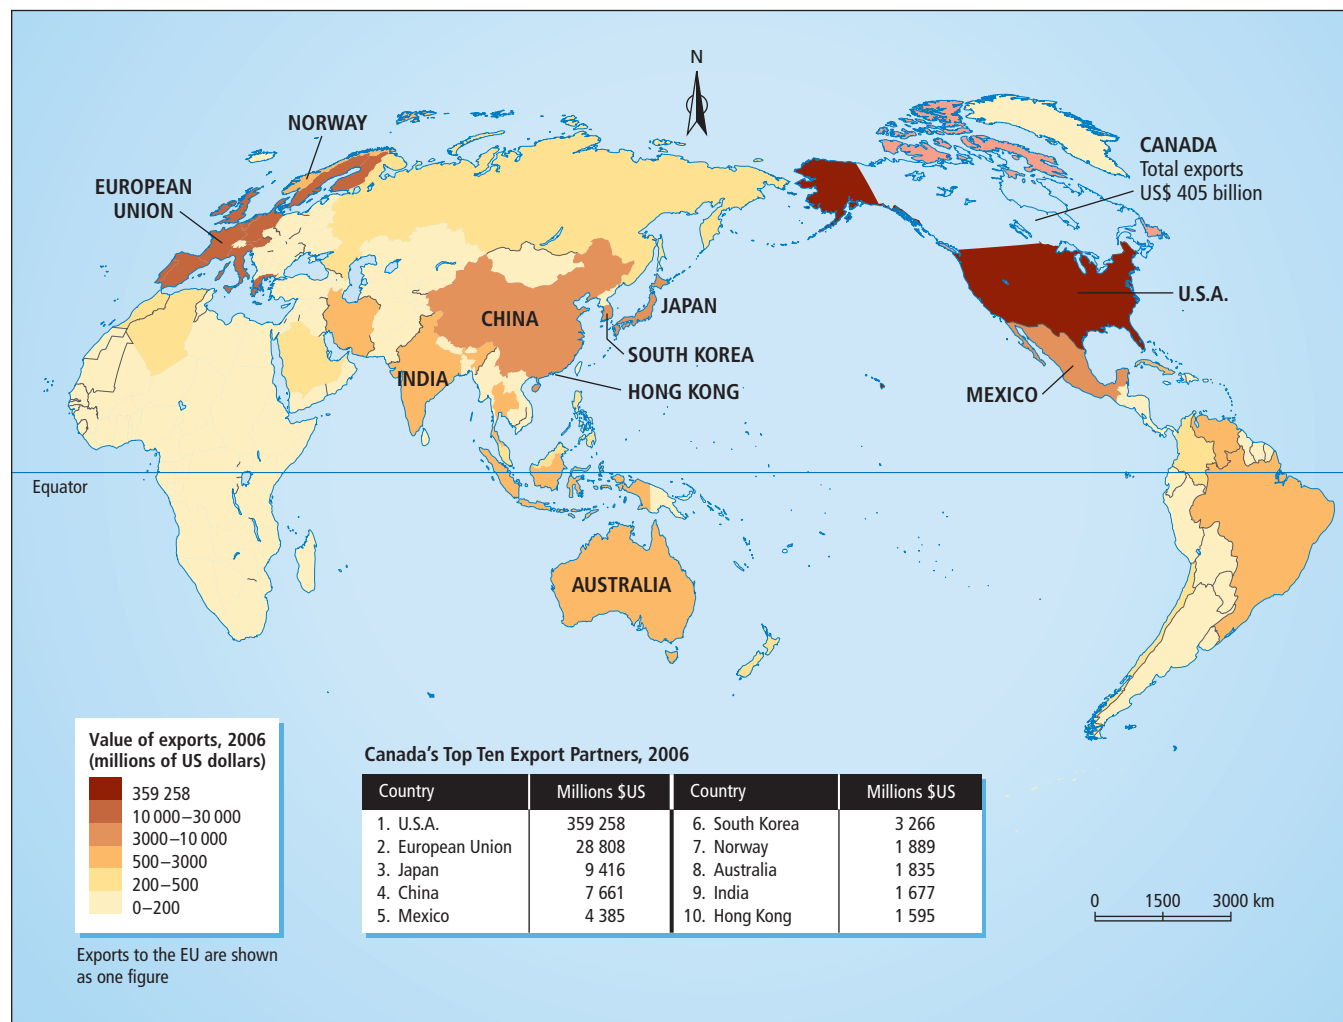 N
NORWAY
EUROPEAN
UNION
CANADA
Total exports
US$ 405 billion
U.S.A.
JAPAN
CHINA
SOUTH KOREA
INDIA
HONG KONG
MEXICO
Equator
AUSTRALIA
Value of exports, 2006
(millions of US dollars)
359 258
10 000–30 000
3000–10 000
500–3000
200–500
0–200
Exports to the EU are shown
as one figure
Canada's Top Ten Export Partners, 2006
Country Millions $US Country Millions $US
1. U.S.A. 359 258 6. South Korea 3 266
2. European Union 28 808 7. Norway 1 889
3. Japan 9 416 8. Australia 1 835
4. China 7 661 9. India 1 677
5. Mexico 4 385 10. Hong Kong 1 595
0 1500 3000 km